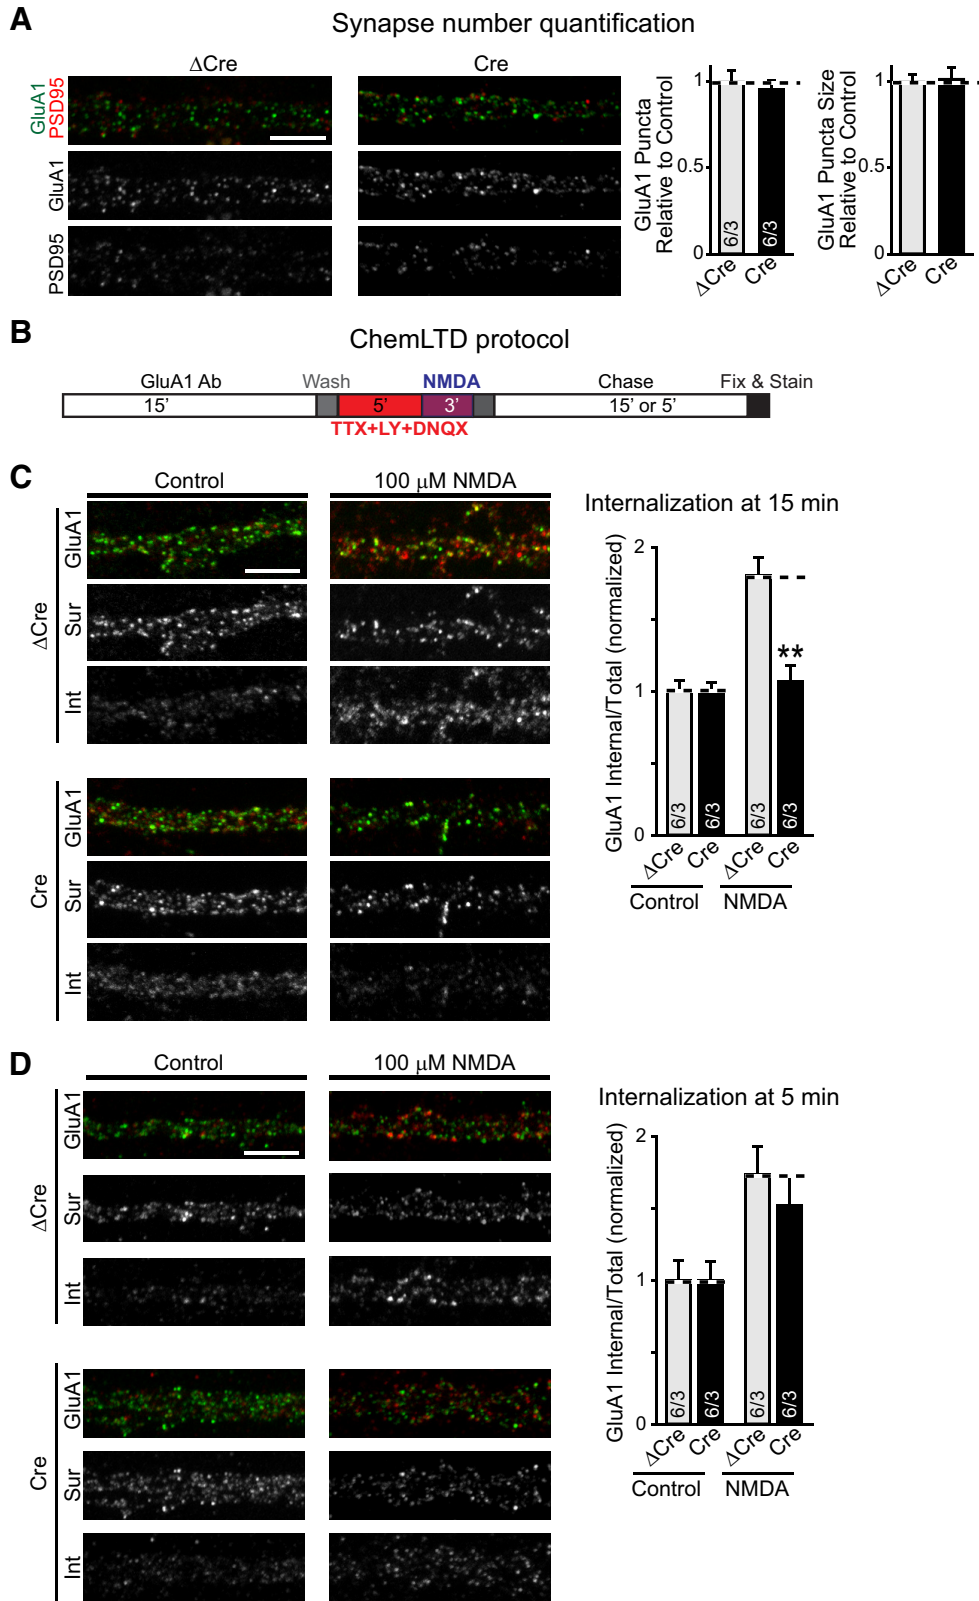 A
Synapse number quantification
ΔCre
Cre
GluA1
PSD95
GluA1
PSD95
GluA1 Puncta
Relative to Control
1
0.5
0
6/3
6/3
ΔCre
Cre
GluA1 Puncta Size
Relative to Control
1
0.5
0
ΔCre
Cre
B
ChemLTD protocol
GluA1 Ab
Wash
NMDA
Chase
Fix & Stain
15'
5'
3'
15' or 5'
TTX+LY+DNQX
C
Control
100 μM NMDA
ΔCre
GluA1
Sur
Int
Cre
GluA1
Sur
Int
Internalization at 15 min
GluA1 Internal/Total (normalized)
2
1
0
**
6/3
6/3
6/3
6/3
ΔCre
Cre
ΔCre
Cre
Control
NMDA
D
Control
100 μM NMDA
ΔCre
GluA1
Sur
Int
Cre
GluA1
Sur
Int
Internalization at 5 min
GluA1 Internal/Total (normalized)
2
1
0
6/3
6/3
6/3
6/3
ΔCre
Cre
ΔCre
Cre
Control
NMDA